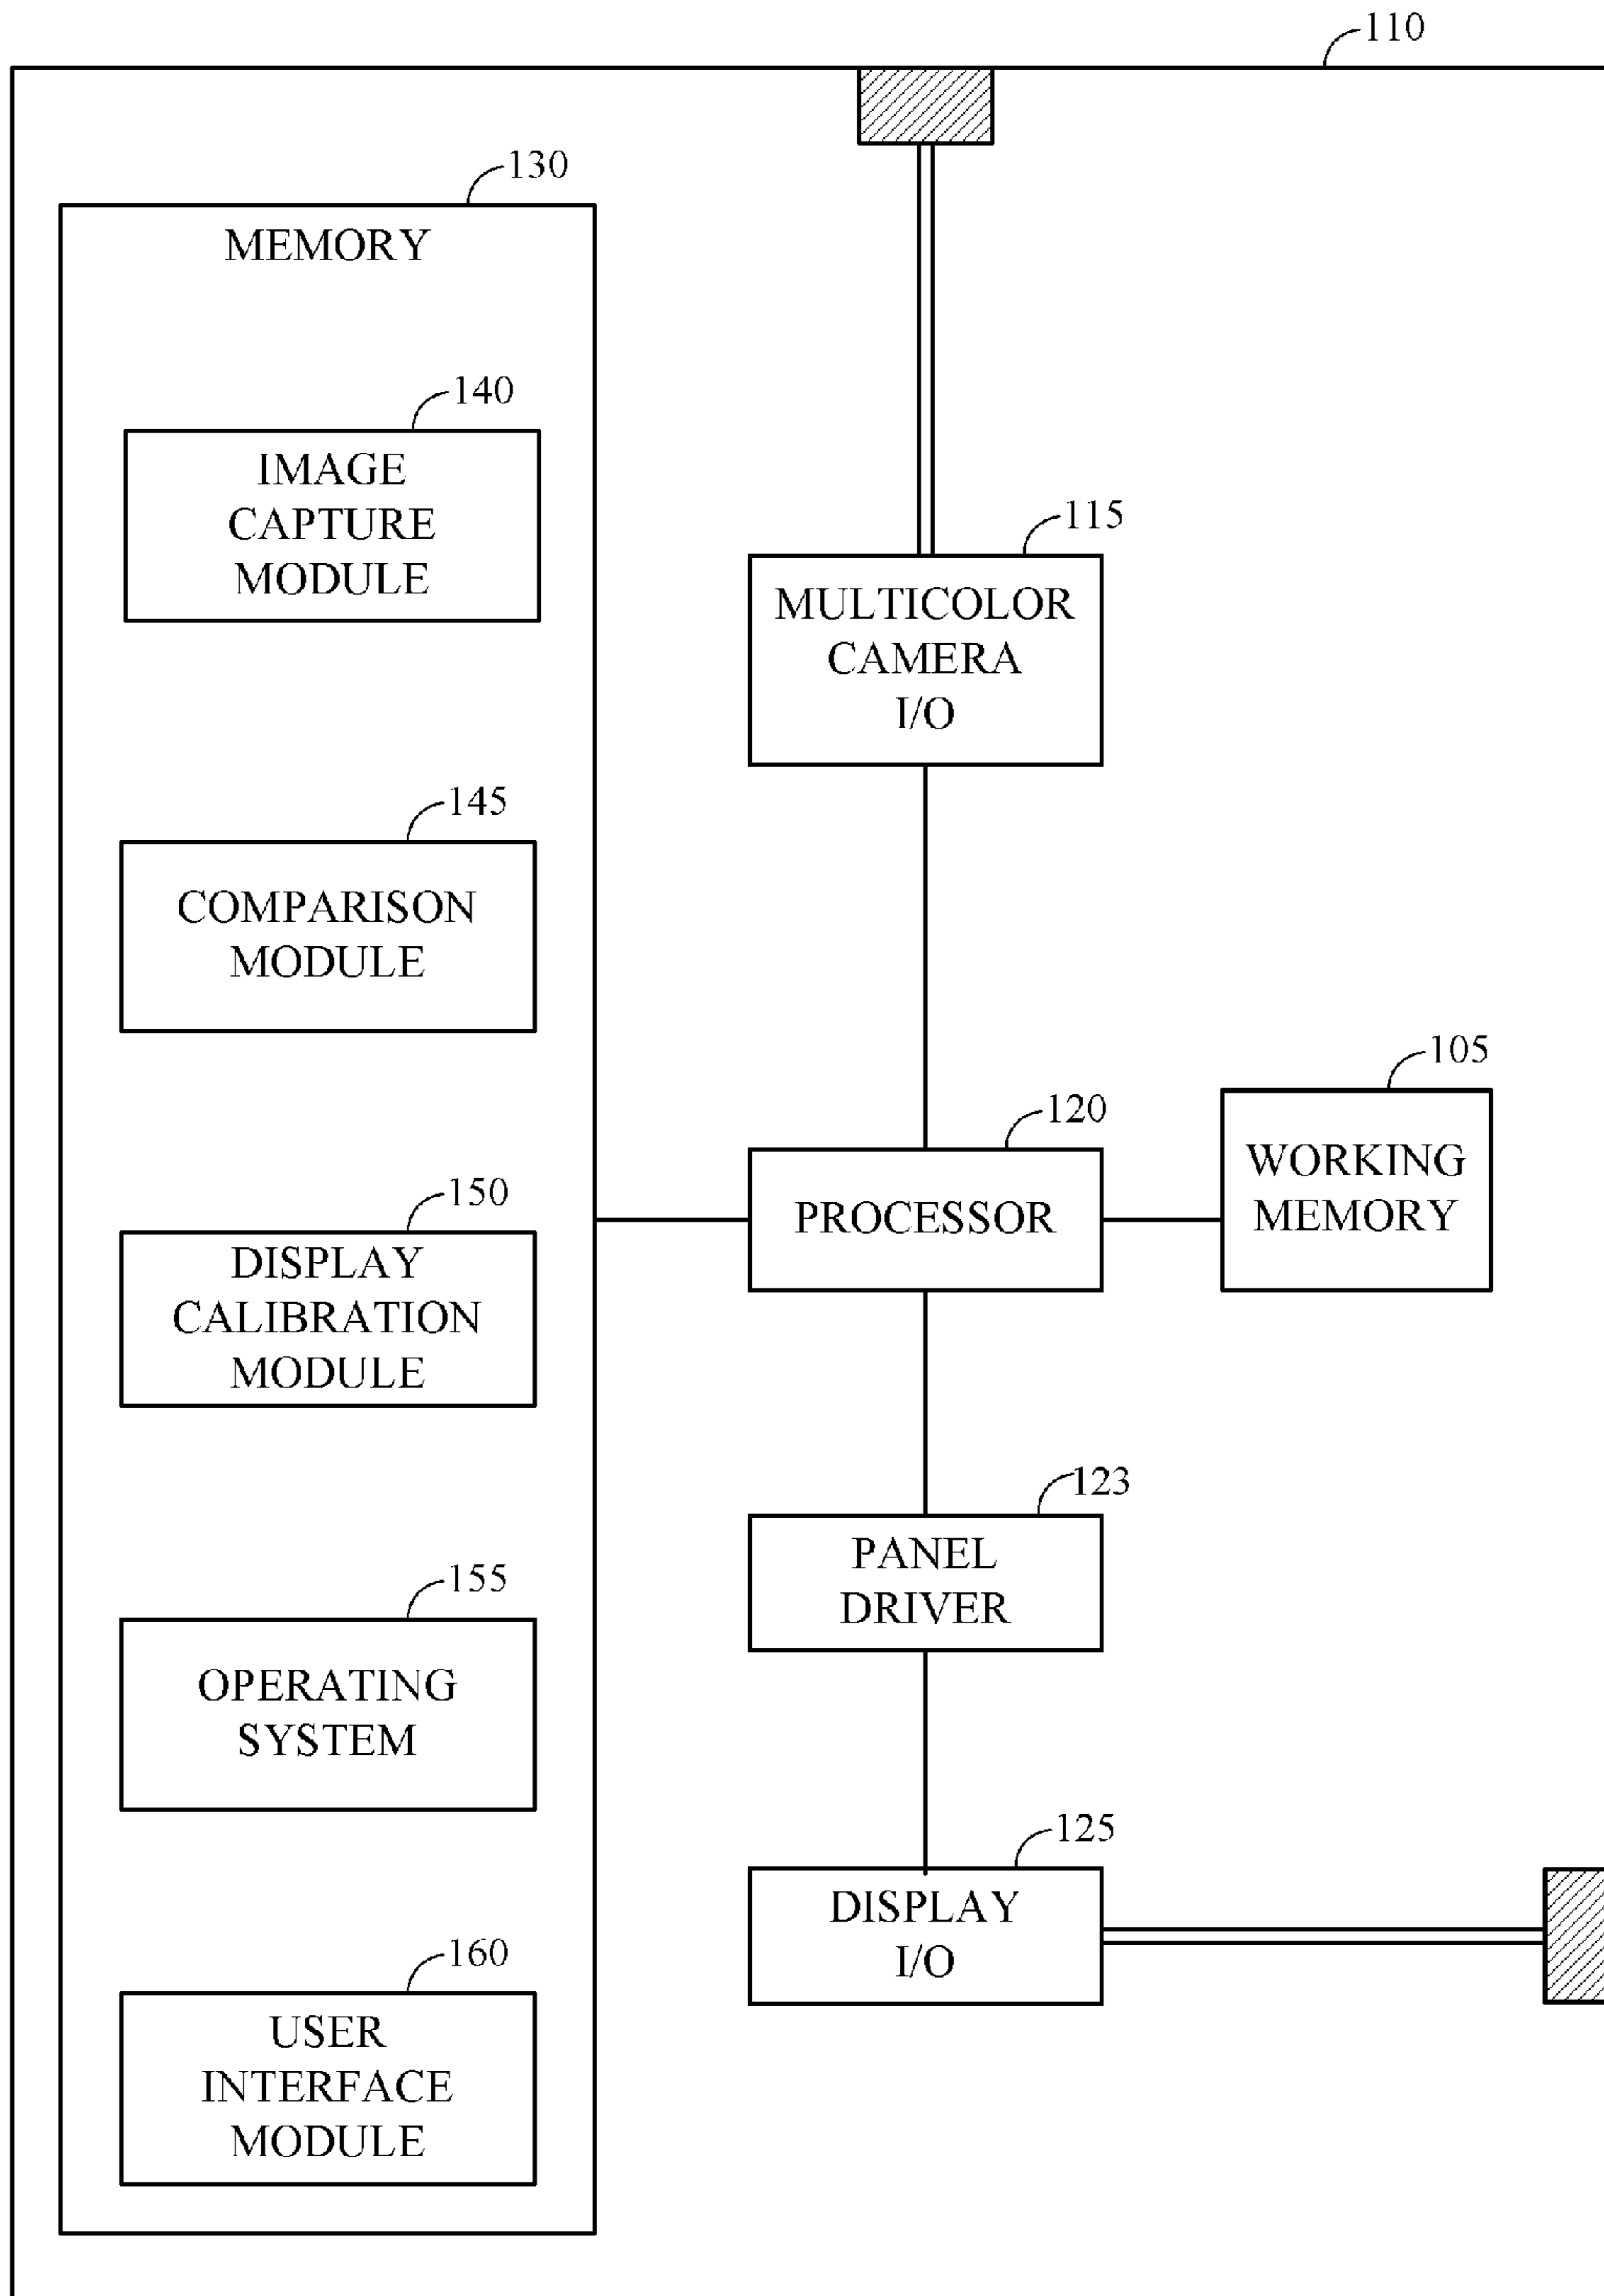 110
130
MEMORY
140
IMAGE
CAPTURE
MODULE
115
MULTICOLOR
CAMERA
I/O
145
COMPARISON
MODULE
105
WORKING
MEMORY
120
PROCESSOR
150
DISPLAY
CALIBRATION
MODULE
123
PANEL
DRIVER
155
OPERATING
SYSTEM
125
DISPLAY
I/O
160
USER
INTERFACE
MODULE